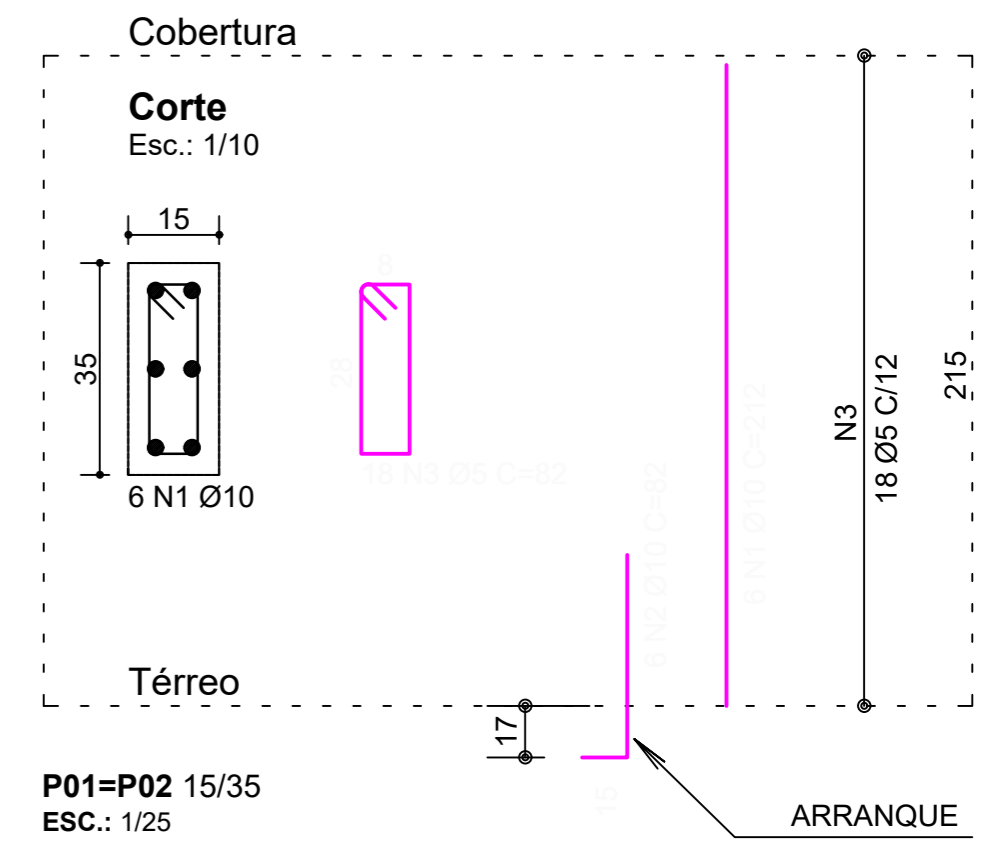 Cobertura
Corte
Esc.: 1/10
15
35
6 N1 Ø10
8
28
18 N3 Ø5 C=82
6 N2 Ø10 C=82
6 N1 Ø10 C=212
N3
18 Ø5 C/12
215
Térreo
17
15
ARRANQUE
P01=P02 15/35
ESC.: 1/25